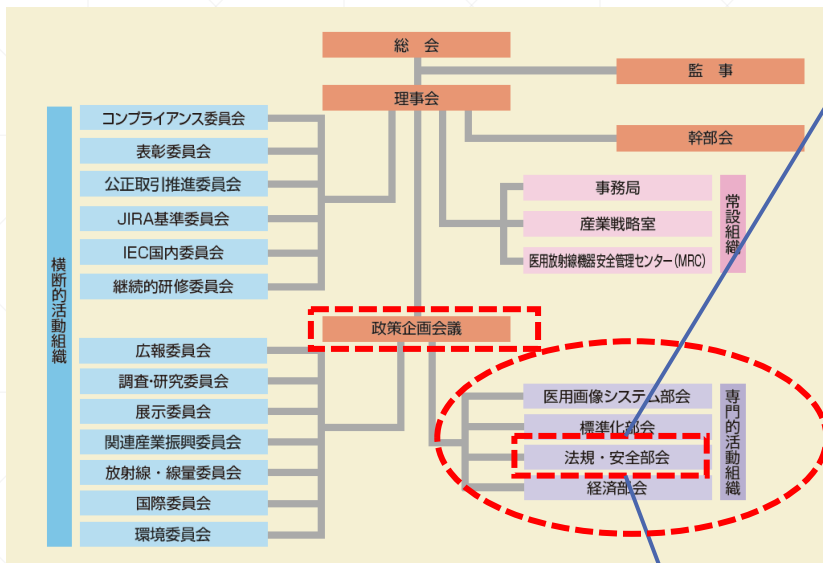 総 会
監 事
理事会
幹部会
コンプライアンス委員会
表彰委員会
公正取引推進委員会
JIRA基準委員会
IEC国内委員会
継続的研修委員会
横断的活動組織
事務局
産業戦略室
医用放射線機器安全管理センター(MRC)
常設組織
政策企画会議
広報委員会
調査・研究委員会
展示委員会
関連産業振興委員会
放射線・線量委員会
国際委員会
環境委員会
医用画像システム部会
標準化部会
法規・安全部会
経済部会
専門的活動組織